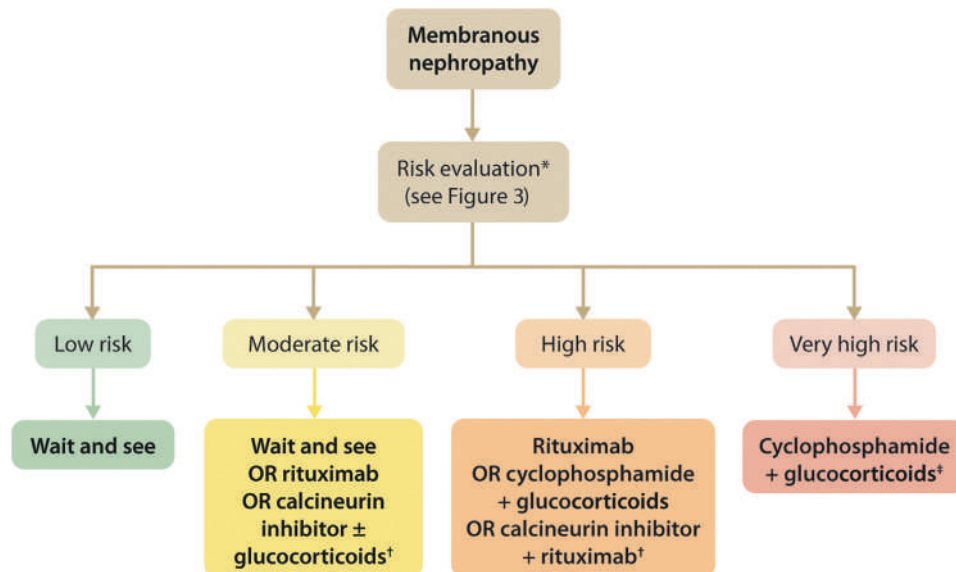 Membranous
nephropathy
Risk evaluation*
(see Figure 3)
Low risk
Moderate risk
High risk
Very high risk
Wait and see
Wait and see
OR rituximab
OR calcineurin
inhibitor ±
glucocorticoids†
Rituximab
OR cyclophosphamide
+ glucocorticoids
OR calcineurin inhibitor
+ rituximab†
Cyclophosphamide
+ glucocorticoids‡